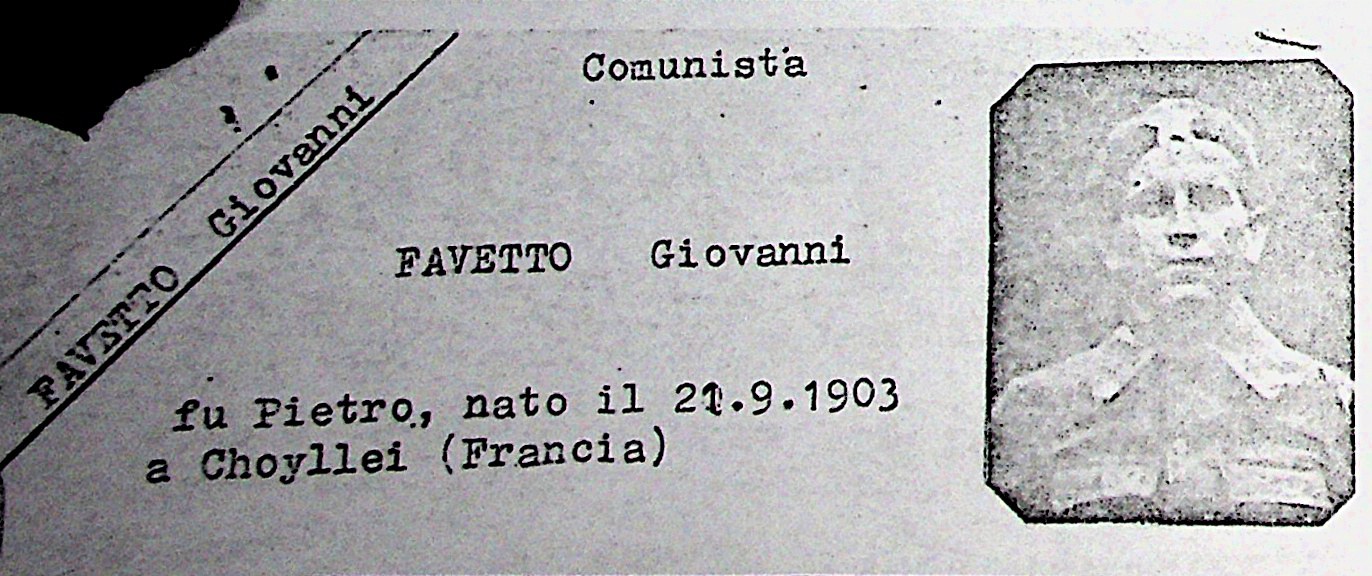 Comunista
FAVETTO Giovanni
FAVETTO Giovanni
fu Pietro, nato il 21.9.1903
a Choyllei (Francia)